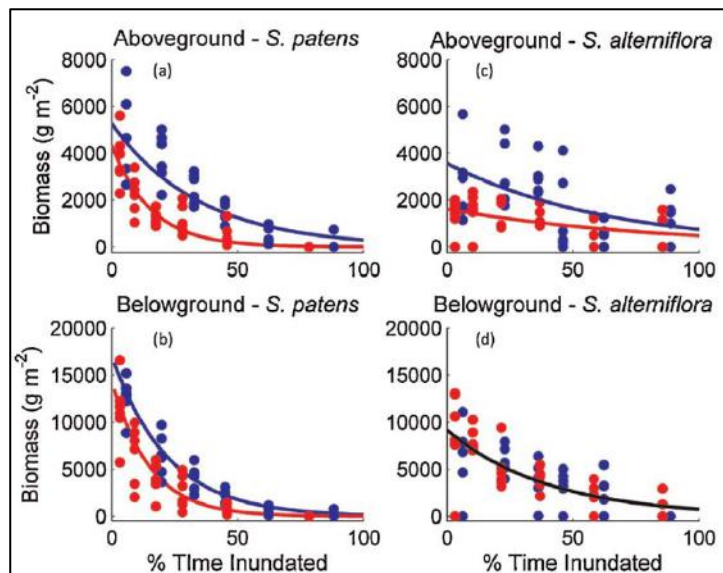 Aboveground - S. patens
Aboveground - S. alterniflora
(a)
(c)
Biomass (g m⁻²)
8000
6000
4000
2000
0
0
50
100
8000
6000
4000
2000
0
0
50
100
Belowground - S. patens
Belowground - S. alterniflora
(b)
(d)
Biomass (g m⁻²)
20000
15000
10000
5000
0
0
50
100
20000
15000
10000
5000
0
0
50
100
% TIme Inundated
% Time Inundated